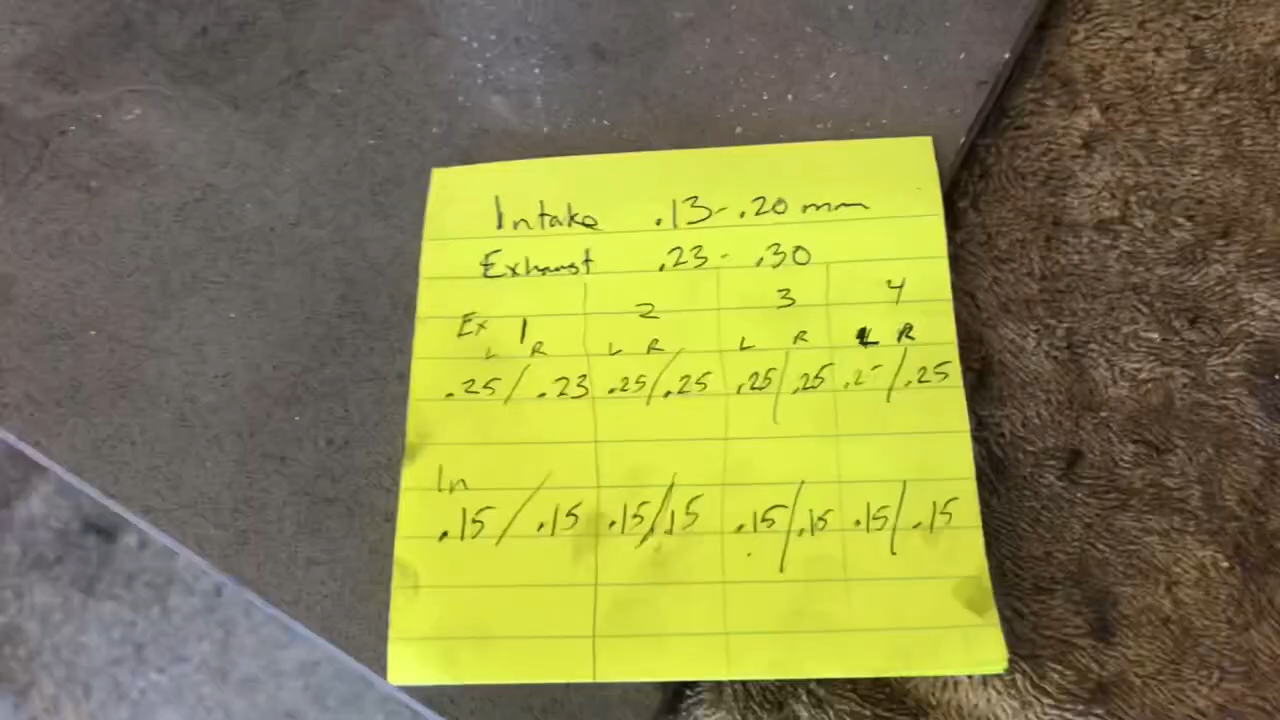 Intake .13-.20 mm
Exhaust .23-.30
Ex 1 2 3 4
L R L R L R L R
.25/.23 .25/.25 .25/.25 /.25
In
.15/.15 .15/.15 .15/.15 .15/.15